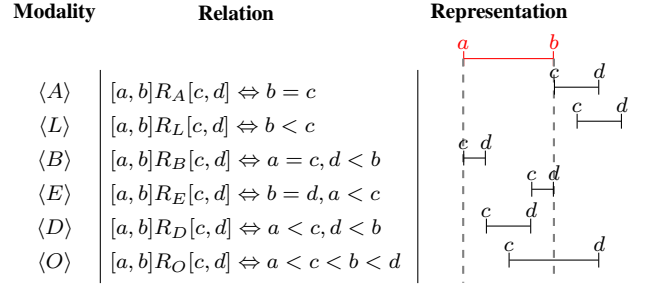 Modality Relation Representation
a b
⟨A⟩ [a, b]R_A[c, d] ⇔ b = c c d
⟨L⟩ [a, b]R_L[c, d] ⇔ b < c c d
⟨B⟩ [a, b]R_B[c, d] ⇔ a = c, d < b c d
⟨E⟩ [a, b]R_E[c, d] ⇔ b = d, a < c c d
⟨D⟩ [a, b]R_D[c, d] ⇔ a < c, d < b c d
⟨O⟩ [a, b]R_O[c, d] ⇔ a < c < b < d c d